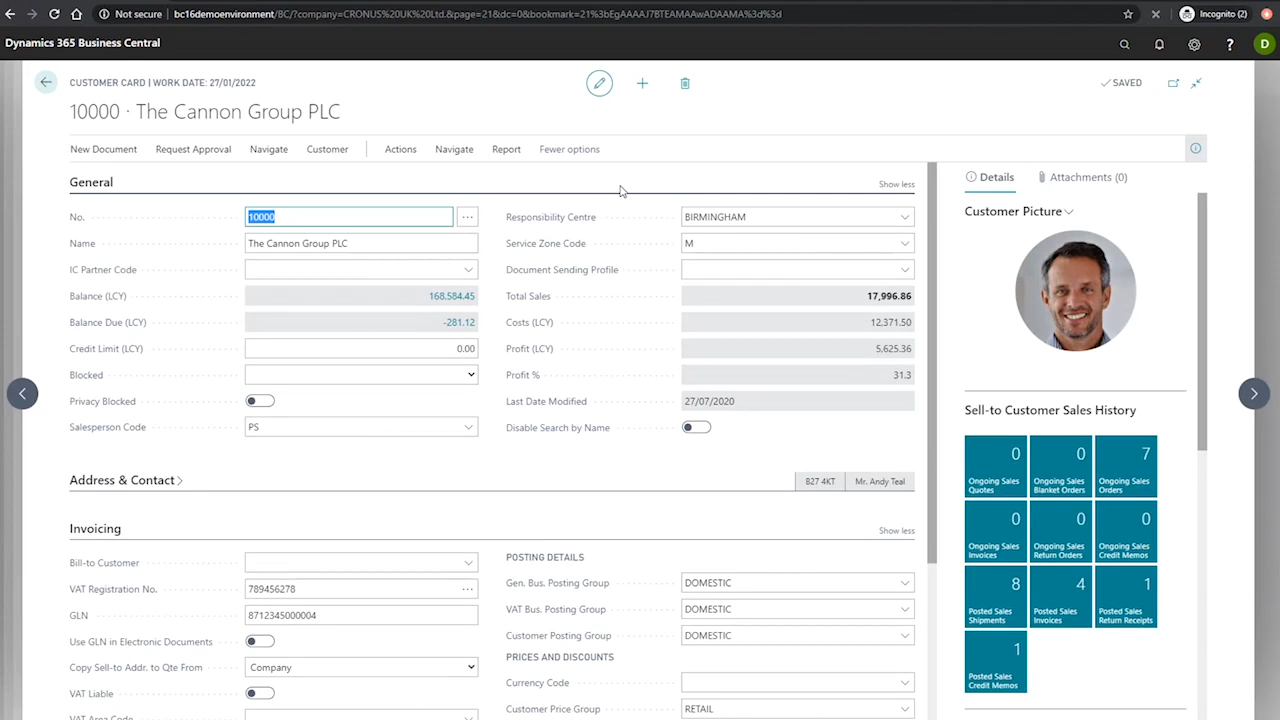 Not secure bc16demoenvironment/BC/?company=CRONUS%20UK%20Ltd.&page=21&dc=0&bookmark=21%3bEgAAAAJ7BTEAMAAwADAAMA%3d%3d
Incognito (2)
Dynamics 365 Business Central
?
D
CUSTOMER CARD | WORK DATE: 27/01/2022
SAVED
10000 · The Cannon Group PLC
New Document Request Approval Navigate Customer Actions Navigate Report Fewer options
General
Show less
No. 10000
Name The Cannon Group PLC
IC Partner Code
Balance (LCY) 168,584.45
Balance Due (LCY) -281.12
Credit Limit (LCY) 0.00
Blocked
Privacy Blocked
Salesperson Code PS
Responsibility Centre BIRMINGHAM
Service Zone Code M
Document Sending Profile
Total Sales 17,996.86
Costs (LCY) 12,371.50
Profit (LCY) 5,625.36
Profit % 31.3
Last Date Modified 27/07/2020
Disable Search by Name
Address & Contact
B27 4KT Mr. Andy Teal
Invoicing
Show less
Bill-to Customer
VAT Registration No. 789456278
GLN 8712345000004
Use GLN in Electronic Documents
Copy Sell-to Addr. to Qte From Company
VAT Liable
VAT Area Code
POSTING DETAILS
Gen. Bus. Posting Group DOMESTIC
VAT Bus. Posting Group DOMESTIC
Customer Posting Group DOMESTIC
PRICES AND DISCOUNTS
Currency Code
Customer Price Group RETAIL
Details Attachments (0)
Customer Picture
Sell-to Customer Sales History
0
Ongoing Sales
Quotes
0
Ongoing Sales
Blanket Orders
7
Ongoing Sales
Orders
0
Ongoing Sales
Invoices
0
Ongoing Sales
Return Orders
0
Ongoing Sales
Credit Memos
8
Posted Sales
Shipments
4
Posted Sales
Invoices
1
Posted Sales
Return Receipts
1
Posted Sales
Credit Memos